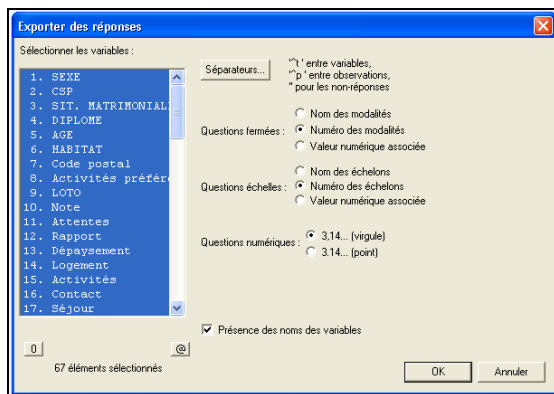 Exporter des réponses
Sélectionner les variables :
1. SEXE
2. CSP
3. SIT. MATRIMONIAL
4. DIPLOME
5. AGE
6. HABITAT
7. Code postal
8. Activités préfér
9. LOTO
10. Note
11. Attentes
12. Rapport
13. Dépaysement
14. Logement
15. Activités
16. Contact
17. Séjour
0
@
67 éléments sélectionnés
Séparateurs...
'^t ' entre variables,
'^p ' entre observations,
'' pour les non-réponses
Questions fermées :
Nom des modalités
Numéro des modalités
Valeur numérique associée
Questions échelles :
Nom des échelons
Numéro des échelons
Valeur numérique associée
Questions numériques :
3,14... (virgule)
3.14... (point)
Présence des noms des variables
OK
Annuler